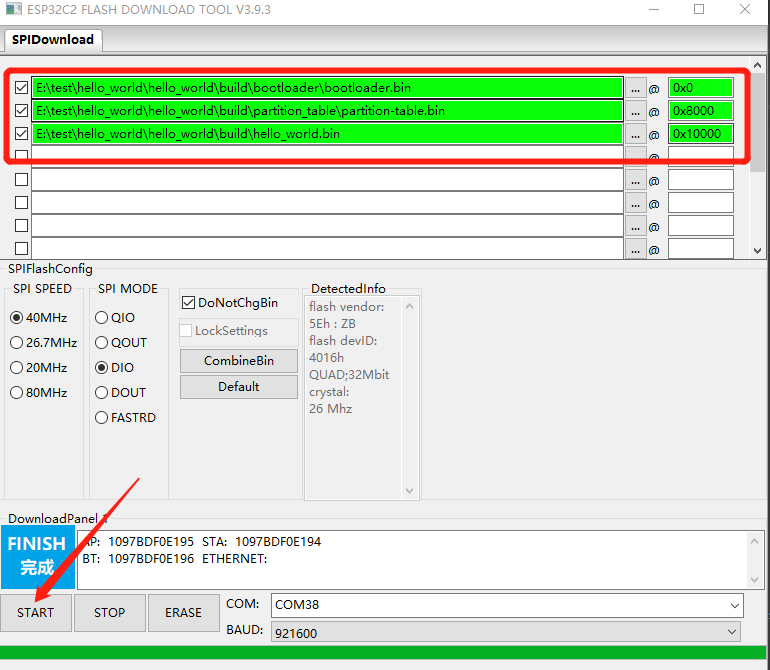 ESP32C2 FLASH DOWNLOAD TOOL V3.9.3
SPIDownload
E:\test\hello_world\hello_world\build\bootloader\bootloader.bin ... @ 0x0
E:\test\hello_world\hello_world\build\partition_table\partition-table.bin ... @ 0x8000
E:\test\hello_world\hello_world\build\hello_world.bin ... @ 0x10000
... @
... @
... @
... @
... @
SPIFlashConfig
SPI SPEED
40MHz
26.7MHz
20MHz
80MHz
SPI MODE
QIO
QOUT
DIO
DOUT
FASTRD
DoNotChgBin
LockSettings
CombineBin
Default
DetectedInfo
flash vendor:
5Eh : ZB
flash devID:
4016h
QUAD;32Mbit
crystal:
26 Mhz
DownloadPanel 1
FINISH
完成
AP: 1097BDF0E195 STA: 1097BDF0E194
BT: 1097BDF0E196 ETHERNET:
START
STOP
ERASE
COM: COM38
BAUD: 921600